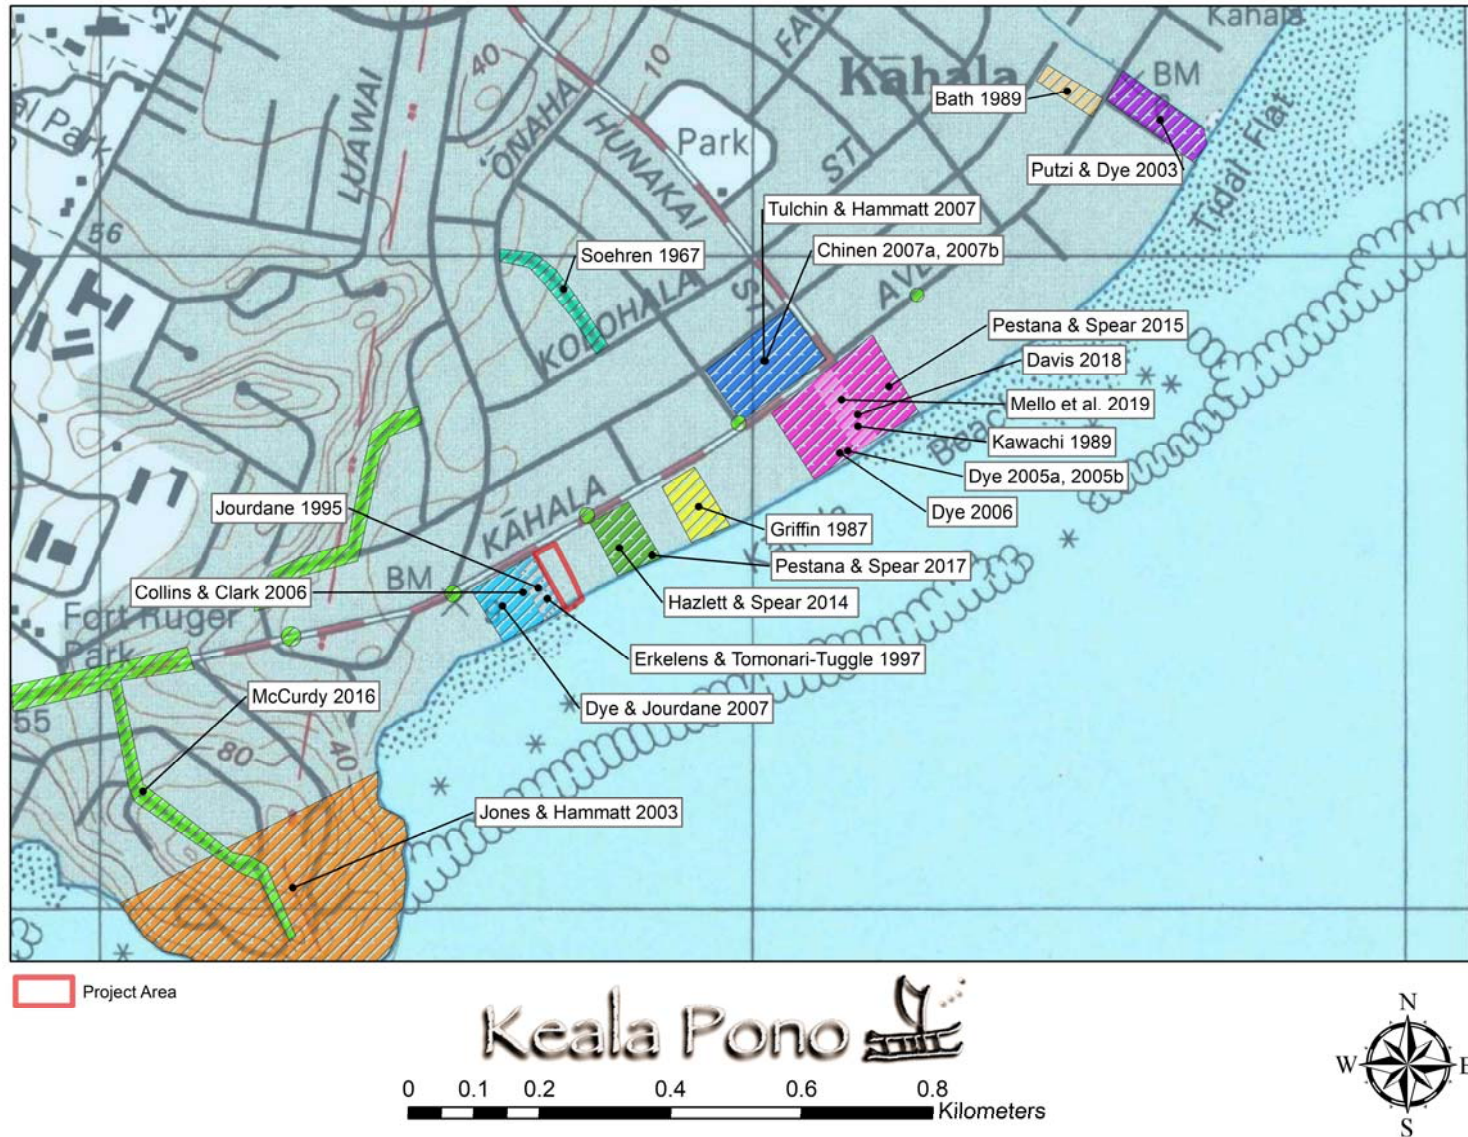 Kahala
Kāhala
BM
Bath 1989
Putzi & Dye 2003
Park
Park
LUAWAI
HUNAKAI
ST
ST
40
10
56
Tidal Flat
Tulchin & Hammatt 2007
Chinen 2007a, 2007b
Soehren 1967
AVE
Pestana & Spear 2015
Davis 2018
Mello et al. 2019
Kawachi 1989
Dye 2005a, 2005b
Dye 2006
Jourdane 1995
KĀHALA
Griffin 1987
Pestana & Spear 2017
BM
Collins & Clark 2006
Hazlett & Spear 2014
Fort Ruger
Park
Erkelens & Tomonari-Tuggle 1997
McCurdy 2016
Dye & Jourdane 2007
55
80
40
Jones & Hammatt 2003
Project Area
Keala Pono
0 0.1 0.2 0.4 0.6 0.8
Kilometers
N
W E
S